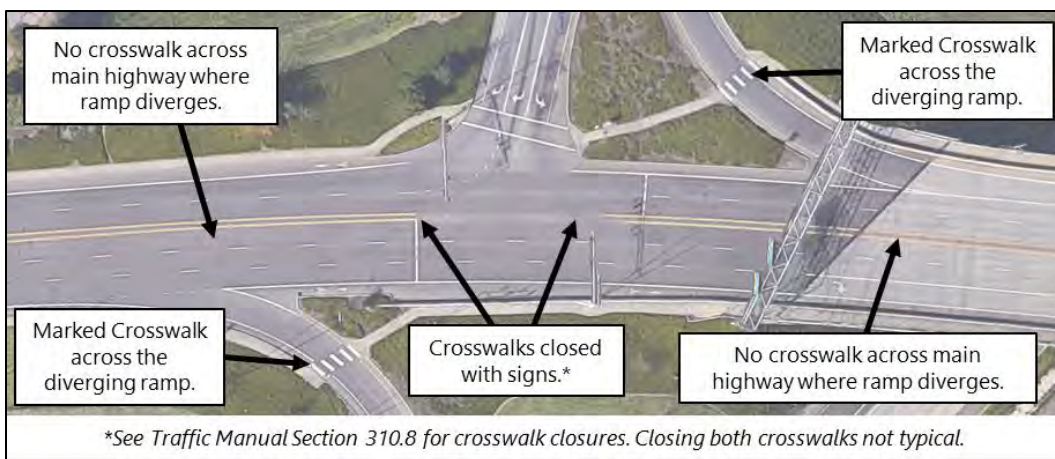 No crosswalk across
main highway where
ramp diverges.
Marked Crosswalk
across the
diverging ramp.
Marked Crosswalk
across the
diverging ramp.
Crosswalks closed
with signs.*
No crosswalk across main
highway where ramp diverges.
*See Traffic Manual Section 310.8 for crosswalk closures. Closing both crosswalks not typical.